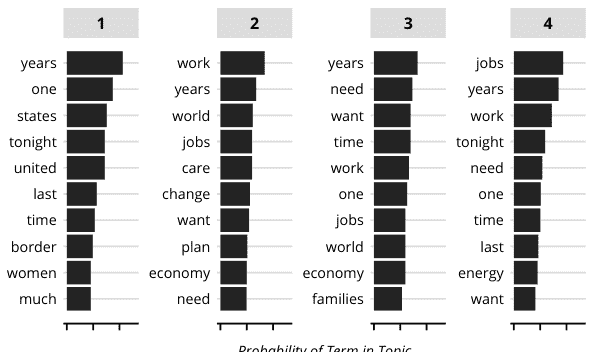 1 2 3 4
years work years jobs
one years need years
states world want work
tonight jobs time tonight
united care work need
last change one one
time want jobs time
border plan world last
women economy economy energy
much need families want
Probability of Term in Topic